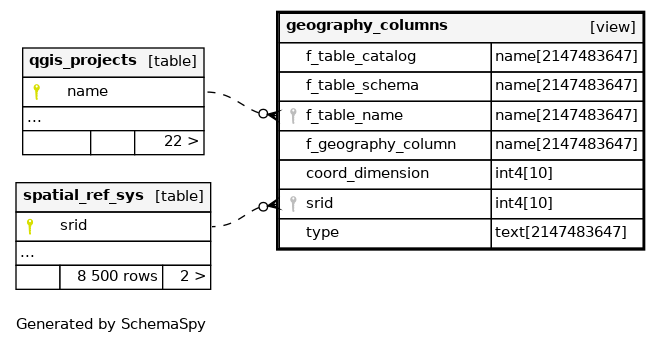 qgis_projects [table]
name
...
22 >
spatial_ref_sys [table]
srid
...
8 500 rows 2 >
geography_columns [view]
f_table_catalog name[2147483647]
f_table_schema name[2147483647]
f_table_name name[2147483647]
f_geography_column name[2147483647]
coord_dimension int4[10]
srid int4[10]
type text[2147483647]
Generated by SchemaSpy